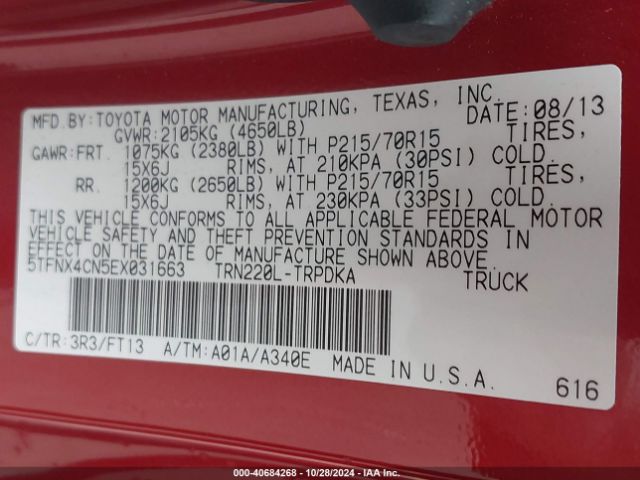 MFD. BY: TOYOTA MOTOR MANUFACTURING, TEXAS, INC. DATE: 08/13
GVWR: 2105KG (4650LB)
GAWR: FRT. 1075KG (2380LB) WITH P215/70R15 TIRES,
15X6J RIMS, AT 210KPA (30PSI) COLD.
RR. 1200KG (2650LB) WITH P215/70R15 TIRES,
15X6J RIMS, AT 230KPA (33PSI) COLD.
THIS VEHICLE CONFORMS TO ALL APPLICABLE FEDERAL MOTOR
VEHICLE SAFETY AND THEFT PREVENTION STANDARDS IN
EFFECT ON THE DATE OF MANUFACTURE SHOWN ABOVE.
5TFNX4CN5EX031663 TRN220L-TRPDKA TRUCK
C/TR: 3R3/FT13 A/TM: A01A/A340E MADE IN U.S.A.
616
000-40684268 - 10/28/2024 - IAA Inc.